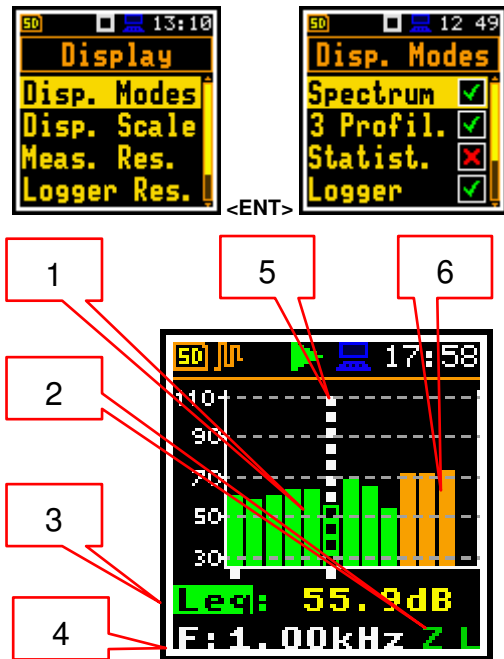 SD 13:10
Display
Disp. Modes
Disp. Scale
Meas. Res.
Logger Res.
<ENT>
SD 12 49
Disp. Modes
Spectrum
3 Profil.
Statist.
Logger
1
5
6
2
3
4
SD 17:58
110
90
70
50
30
Leq: 55.9dB
F:1.00kHz Z L